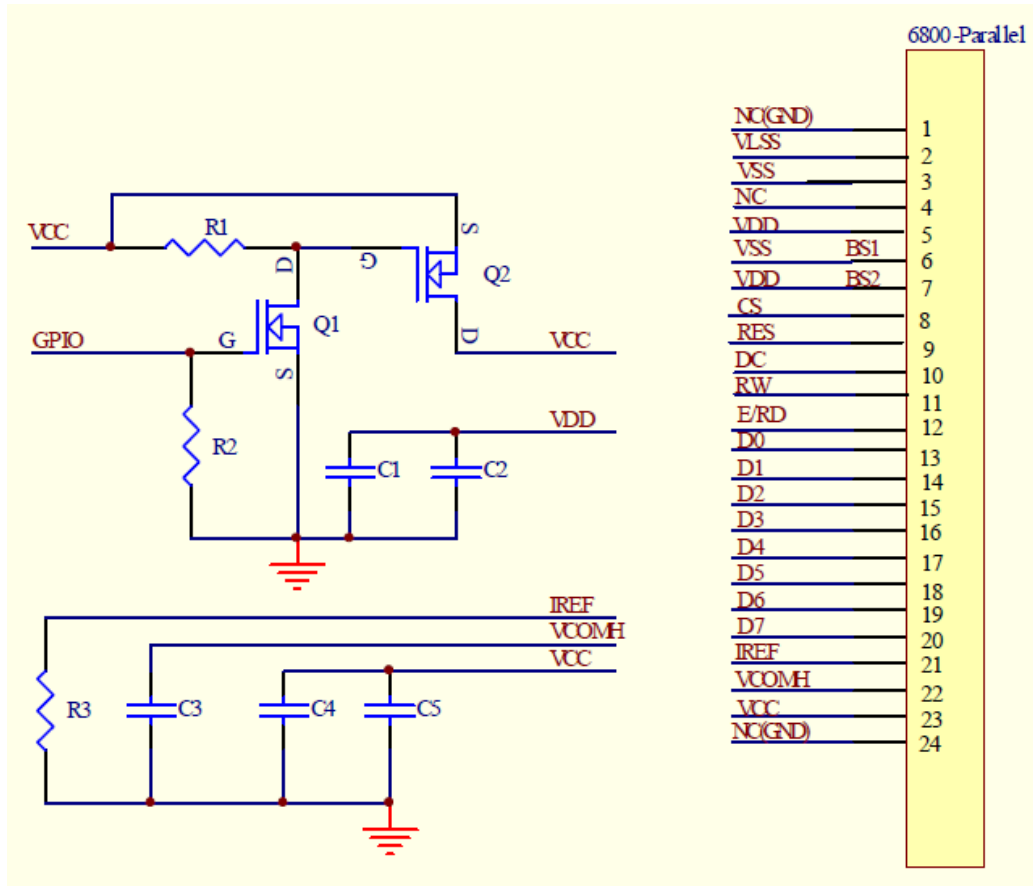 6800-Parallel
VCC
R1
D
G
S
Q2
D
VCC
GPIO
G
Q1
S
R2
VDD
C1
C2
IREF
VCOMH
VCC
R3
C3
C4
C5
NC(GND) 1
VLSS 2
VSS 3
NC 4
VDD 5
VSS BS1 6
VDD BS2 7
CS 8
RES 9
DC 10
RW 11
E/RD 12
D0 13
D1 14
D2 15
D3 16
D4 17
D5 18
D6 19
D7 20
IREF 21
VCOMH 22
VCC 23
NC(GND) 24